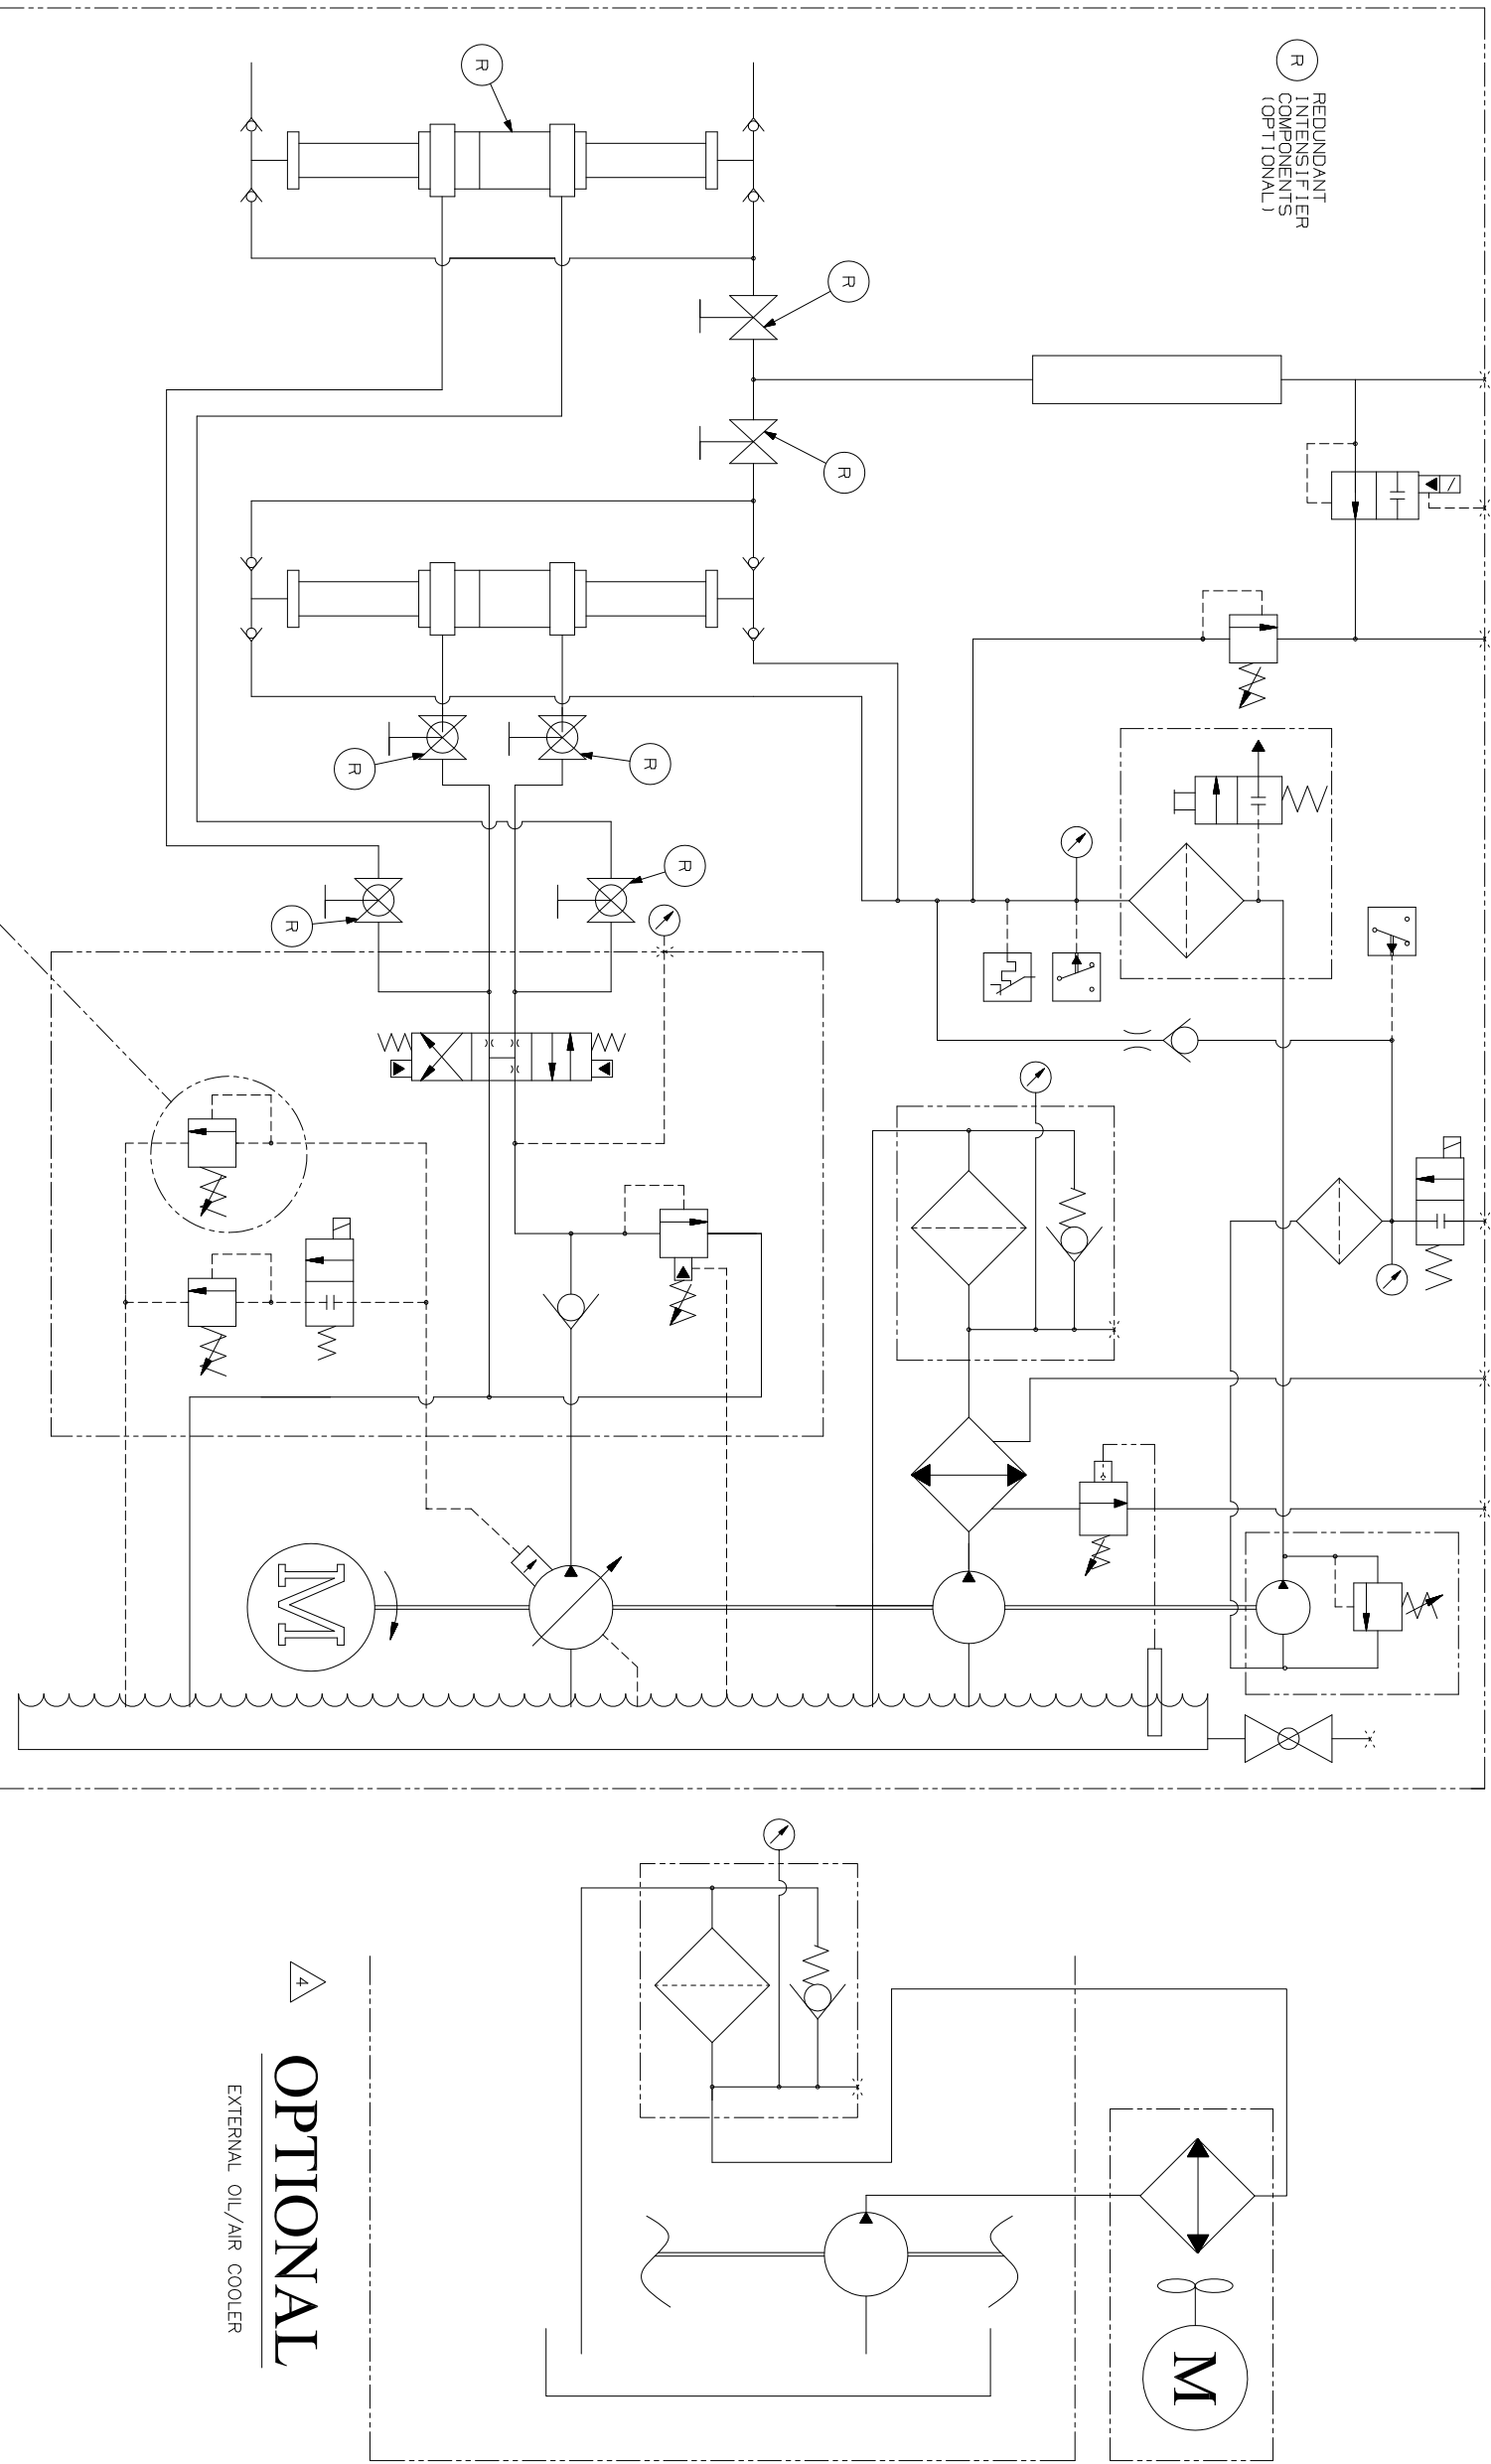 R
REDUNDANT
INTENSIFIER
COMPONENTS
(OPTIONAL)
R
R
R
R
R
R
R
M
4
OPTIONAL
EXTERNAL OIL/AIR COOLER
M